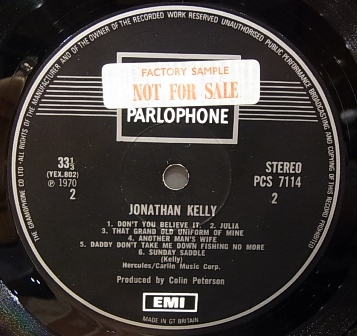 THE GRAMOPHONE CO LTD · ALL RIGHTS OF THE MANUFACTURER AND OF THE OWNER OF THE RECORDED WORK RESERVED UNAUTHORISED PUBLIC PERFORMANCE BROADCASTING AND COPYING OF THIS RECORD PROHIBITED
FACTORY SAMPLE
NOT FOR SALE
PARLOPHONE
33 1/3
(YEX.802)
℗ 1970
2
STEREO
PCS 7114
2
JONATHAN KELLY
1. DON'T YOU BELIEVE IT 2. JULIA
3. THAT GRAND OLD UNIFORM OF MINE
4. ANOTHER MAN'S WIFE
5. DADDY DON'T TAKE ME DOWN FISHING NO MORE
6. SUNDAY SADDLE
(Kelly)
Hercules/Carlin Music Corp.
Produced by Colin Peterson
EMI
MADE IN GT BRITAIN